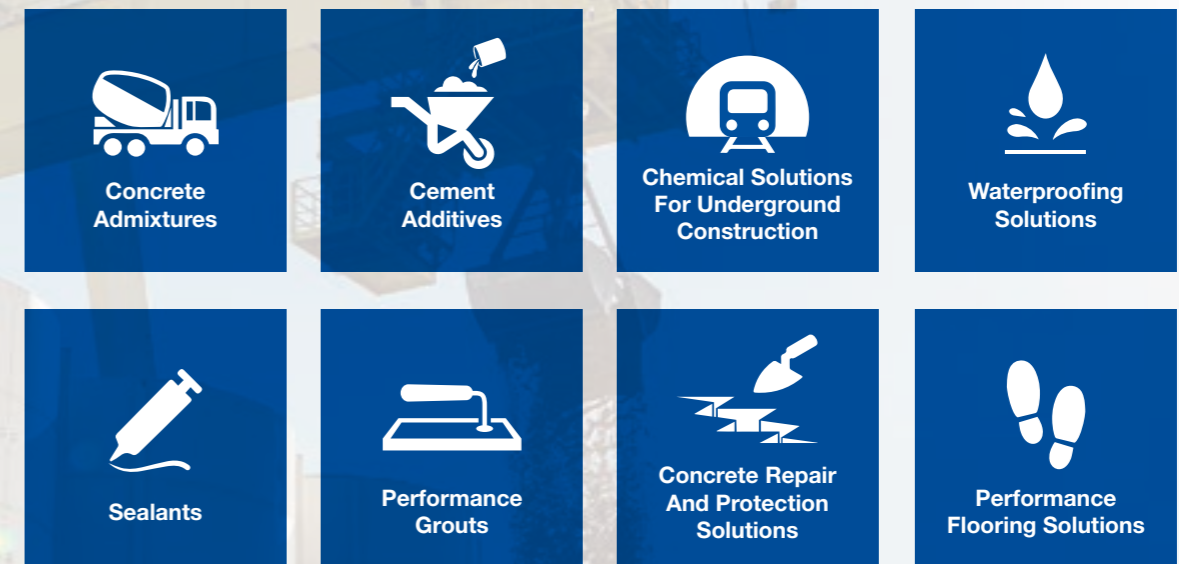 Concrete
Admixtures
Cement
Additives
Chemical Solutions
For Underground
Construction
Waterproofing
Solutions
Sealants
Performance
Grouts
Concrete Repair
And Protection
Solutions
Performance
Flooring Solutions